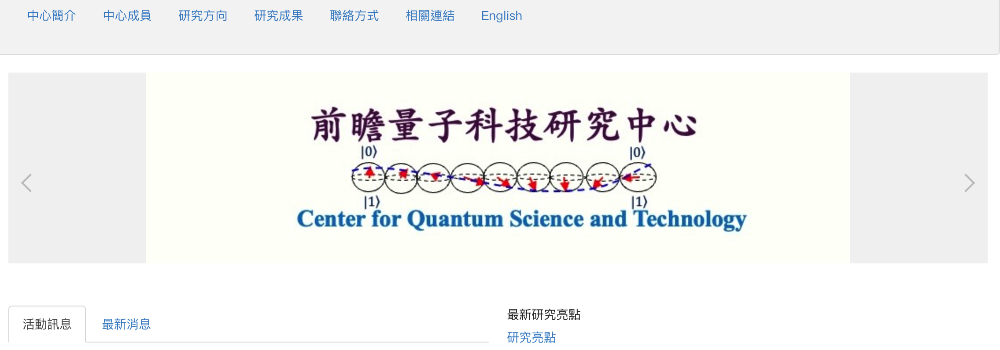 中心簡介 中心成員 研究方向 研究成果 聯絡方式 相關連結 English
前瞻量子科技研究中心
|0⟩ |0⟩
|1⟩ |1⟩
Center for Quantum Science and Technology
活動訊息 最新消息
最新研究亮點
研究亮點